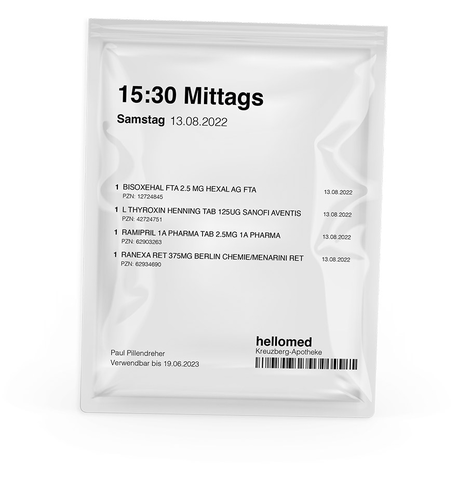 15:30 Mittags
Samstag 13.08.2022
1 BISOXEHAL FTA 2.5 MG HEXAL AG FTA 13.08.2022
PZN: 12724845
1 L THYROXIN HENNING TAB 125UG SANOFI AVENTIS 13.08.2022
PZN: 42724751
1 RAMIPRIL 1A PHARMA TAB 2.5MG 1A PHARMA 13.08.2022
PZN: 62903263
1 RANEXA RET 375MG BERLIN CHEMIE/MENARINI RET 13.08.2022
PZN: 62934690
hellomed
Kreuzberg-Apotheke
Paul Pillendreher
Verwendbar bis 19.06.2023